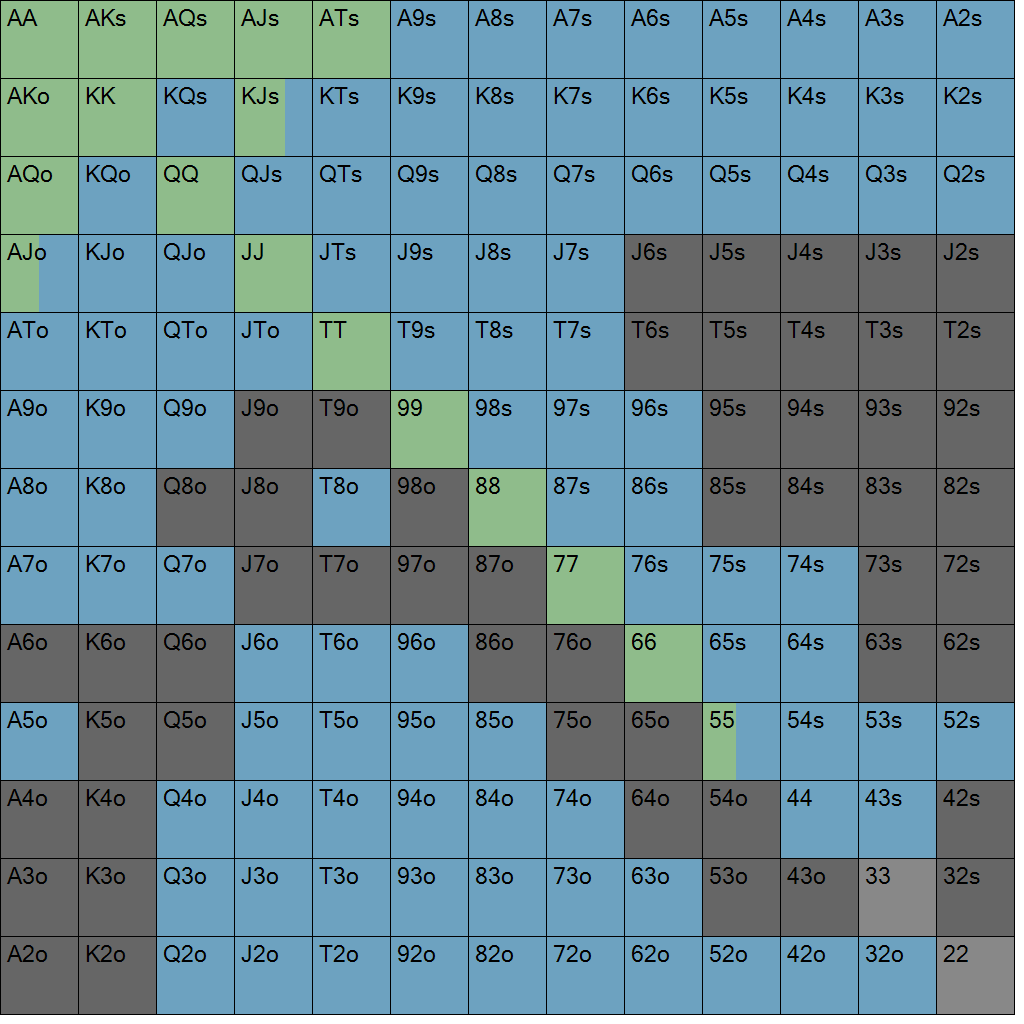 AA AKs AQs AJs ATs A9s A8s A7s A6s A5s A4s A3s A2s
AKo KK KQs KJs KTs K9s K8s K7s K6s K5s K4s K3s K2s
AQo KQo QQ QJs QTs Q9s Q8s Q7s Q6s Q5s Q4s Q3s Q2s
AJo KJo QJo JJ JTs J9s J8s J7s J6s J5s J4s J3s J2s
ATo KTo QTo JTo TT T9s T8s T7s T6s T5s T4s T3s T2s
A9o K9o Q9o J9o T9o 99 98s 97s 96s 95s 94s 93s 92s
A8o K8o Q8o J8o T8o 98o 88 87s 86s 85s 84s 83s 82s
A7o K7o Q7o J7o T7o 97o 87o 77 76s 75s 74s 73s 72s
A6o K6o Q6o J6o T6o 96o 86o 76o 66 65s 64s 63s 62s
A5o K5o Q5o J5o T5o 95o 85o 75o 65o 55 54s 53s 52s
A4o K4o Q4o J4o T4o 94o 84o 74o 64o 54o 44 43s 42s
A3o K3o Q3o J3o T3o 93o 83o 73o 63o 53o 43o 33 32s
A2o K2o Q2o J2o T2o 92o 82o 72o 62o 52o 42o 32o 22